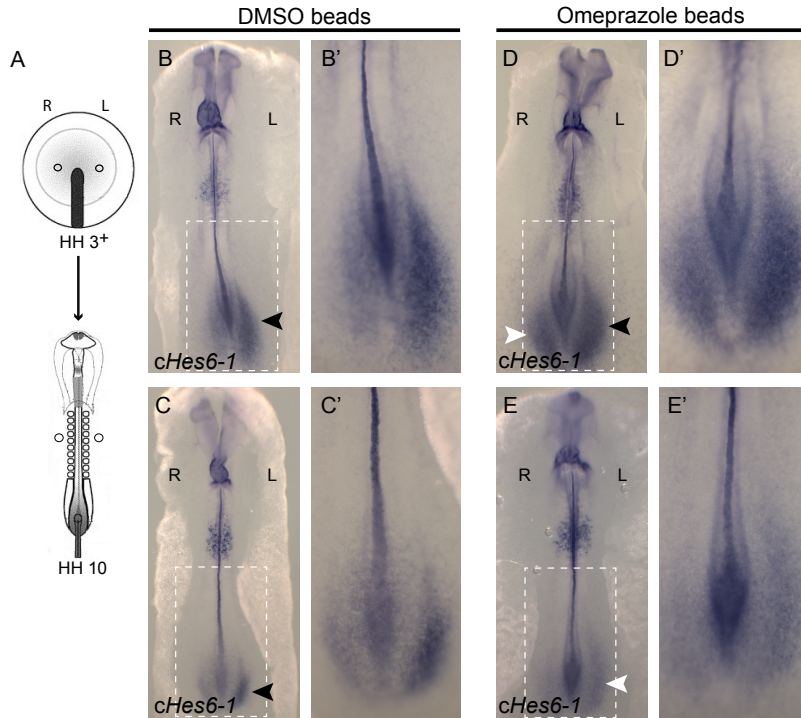 DMSO beads
Omeprazole beads
A
R L
HH 3+
HH 10
B
R L
cHes6-1
B’
D
R L
cHes6-1
D’
C
R L
cHes6-1
C’
E
R L
cHes6-1
E’